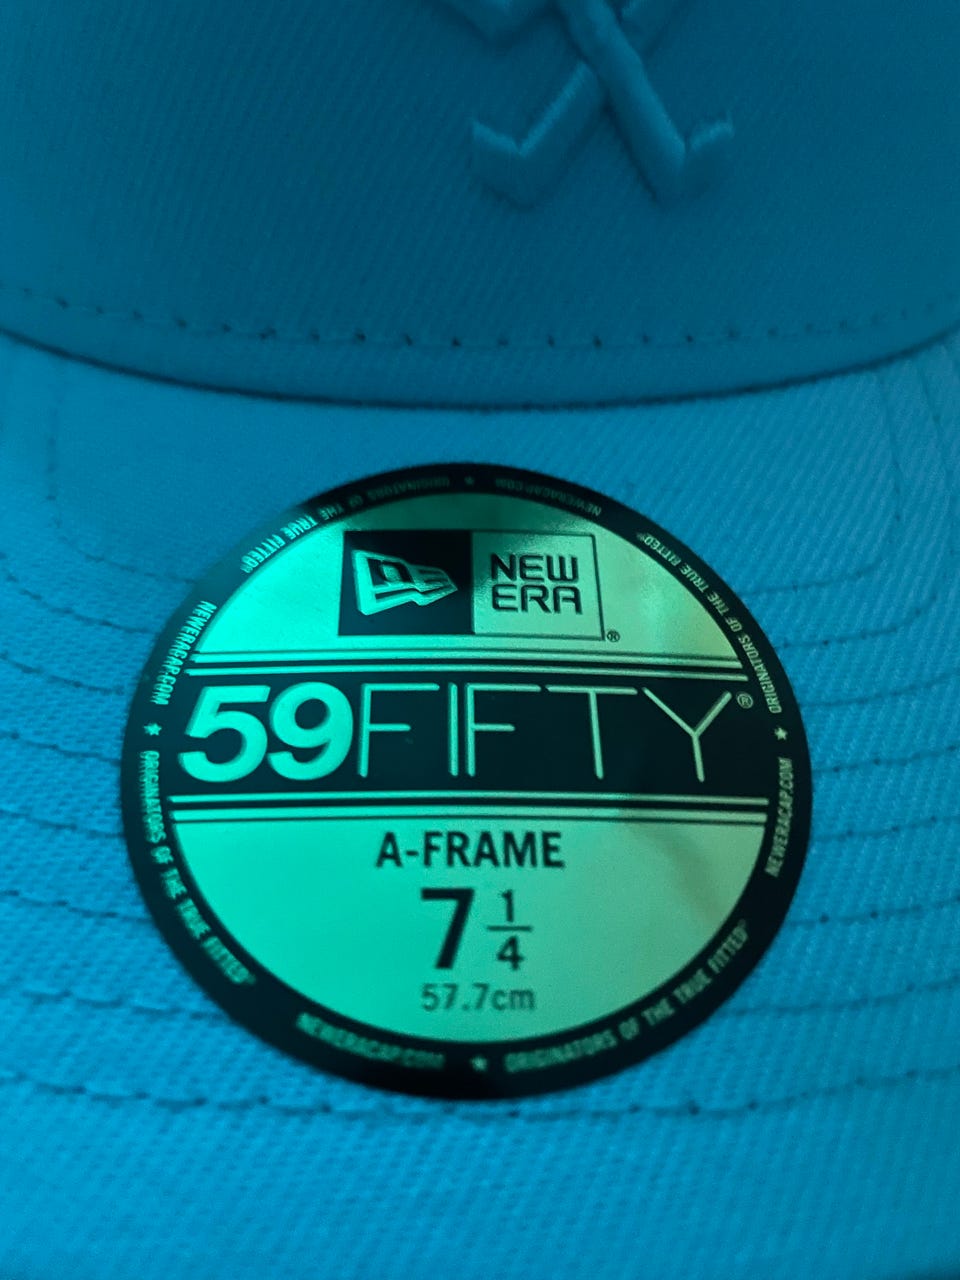 NEW
ERA
®
59FIFTY®
A-FRAME
7 1/4
57.7cm
ORIGINATORS OF THE TRUE FITTED®
★ NEWERACAP.COM
ORIGINATORS OF THE TRUE FITTED®
★ NEWERACAP.COM
ORIGINATORS OF THE TRUE FITTED®
★ NEWERACAP.COM
ORIGINATORS OF THE TRUE FITTED®
★ NEWERACAP.COM